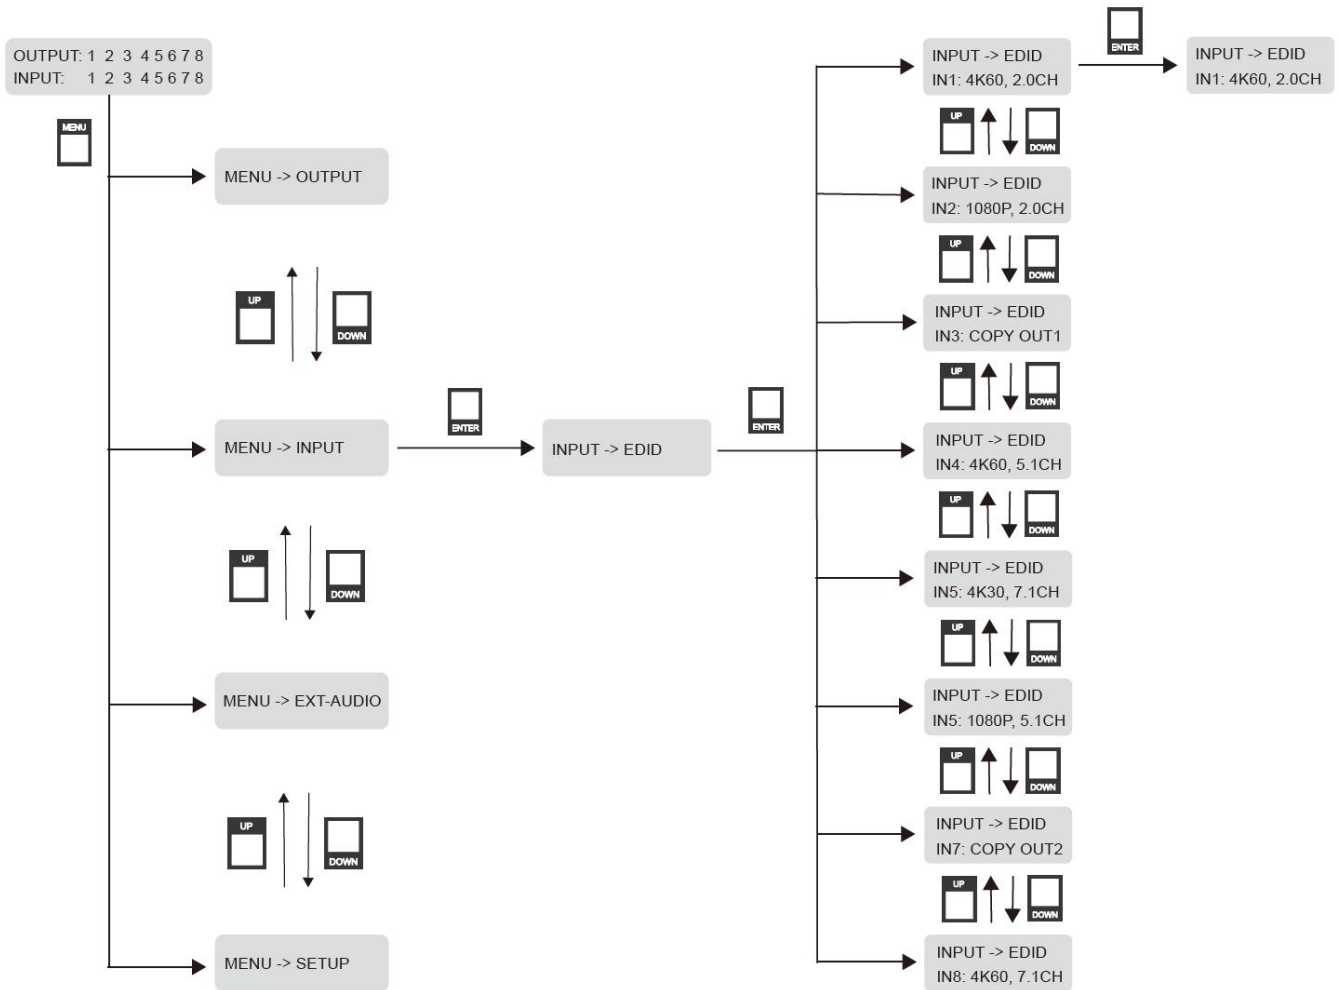 OUTPUT: 1 2 3 4 5 6 7 8
INPUT: 1 2 3 4 5 6 7 8
MENU
MENU -> OUTPUT
UP
DOWN
MENU -> INPUT
UP
DOWN
MENU -> EXT-AUDIO
UP
DOWN
MENU -> SETUP
ENTER
INPUT -> EDID
ENTER
INPUT -> EDID
IN1: 4K60, 2.0CH
ENTER
INPUT -> EDID
IN1: 4K60, 2.0CH
UP
DOWN
INPUT -> EDID
IN2: 1080P, 2.0CH
UP
DOWN
INPUT -> EDID
IN3: COPY OUT1
UP
DOWN
INPUT -> EDID
IN4: 4K60, 5.1CH
UP
DOWN
INPUT -> EDID
IN5: 4K30, 7.1CH
UP
DOWN
INPUT -> EDID
IN5: 1080P, 5.1CH
UP
DOWN
INPUT -> EDID
IN7: COPY OUT2
UP
DOWN
INPUT -> EDID
IN8: 4K60, 7.1CH